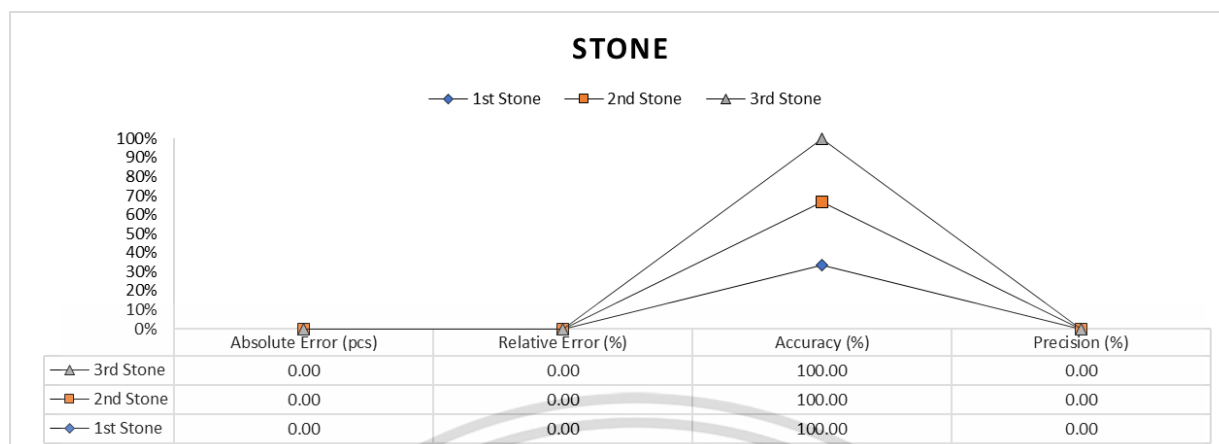 STONE
1st Stone 2nd Stone 3rd Stone
100%
90%
80%
70%
60%
50%
40%
30%
20%
10%
0%
Absolute Error (pcs) Relative Error (%) Accuracy (%) Precision (%)
3rd Stone 0.00 0.00 100.00 0.00
2nd Stone 0.00 0.00 100.00 0.00
1st Stone 0.00 0.00 100.00 0.00